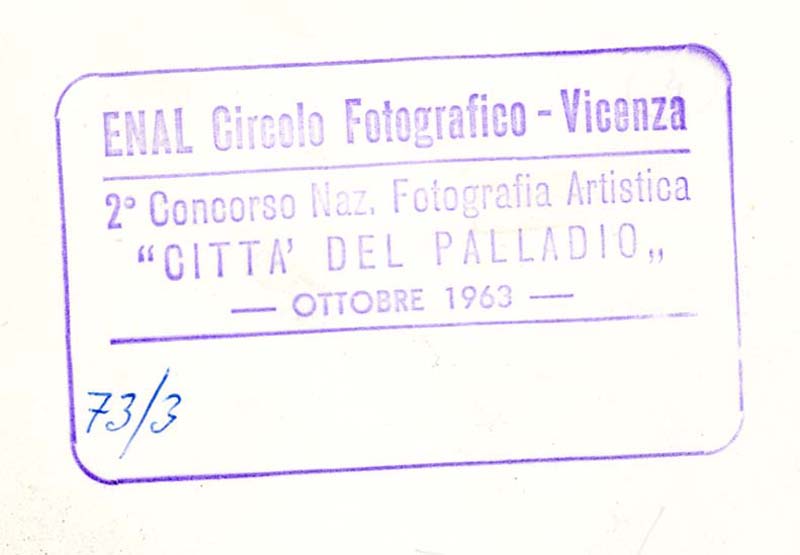 ENAL Circolo Fotografico - Vicenza
2° Concorso Naz. Fotografia Artistica
“CITTA' DEL PALLADIO„
— OTTOBRE 1963 —
73/3